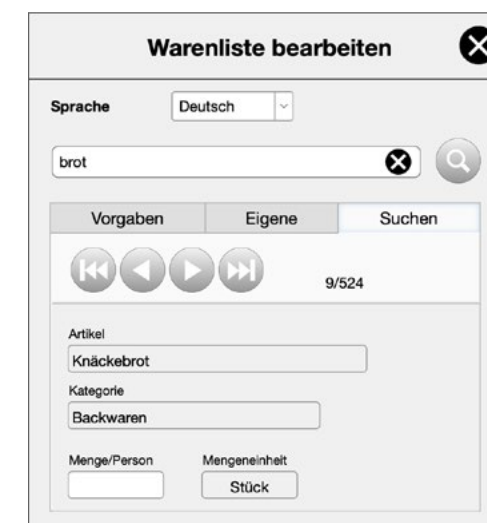 Warenliste bearbeiten
Sprache Deutsch
brot
Vorgaben Eigene Suchen
9/524
Artikel
Knäckebrot
Kategorie
Backwaren
Menge/Person Mengeneinheit
Stück